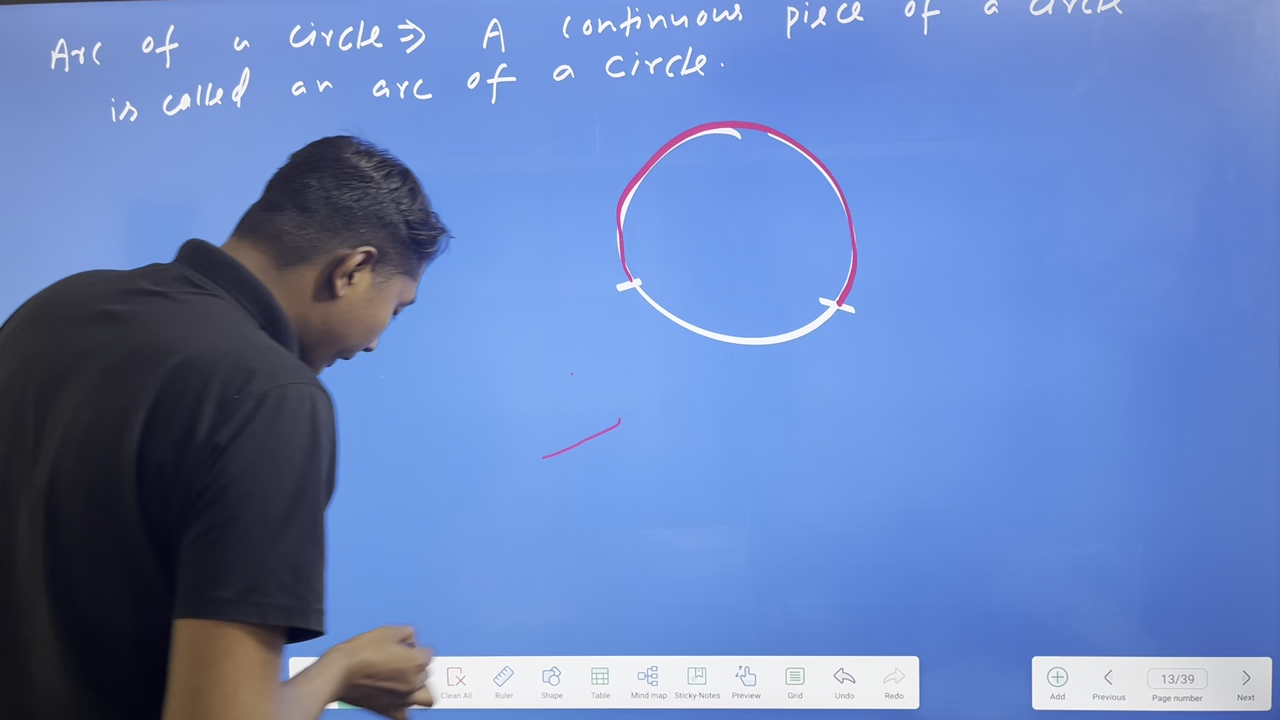 Arc of a circle ⇒ A continuous piece of a circle
is called an arc of a circle.
Clean All Ruler Shape Table Mind map Sticky-Notes Preview Grid Undo Redo
Add Previous 13/39 Page number Next